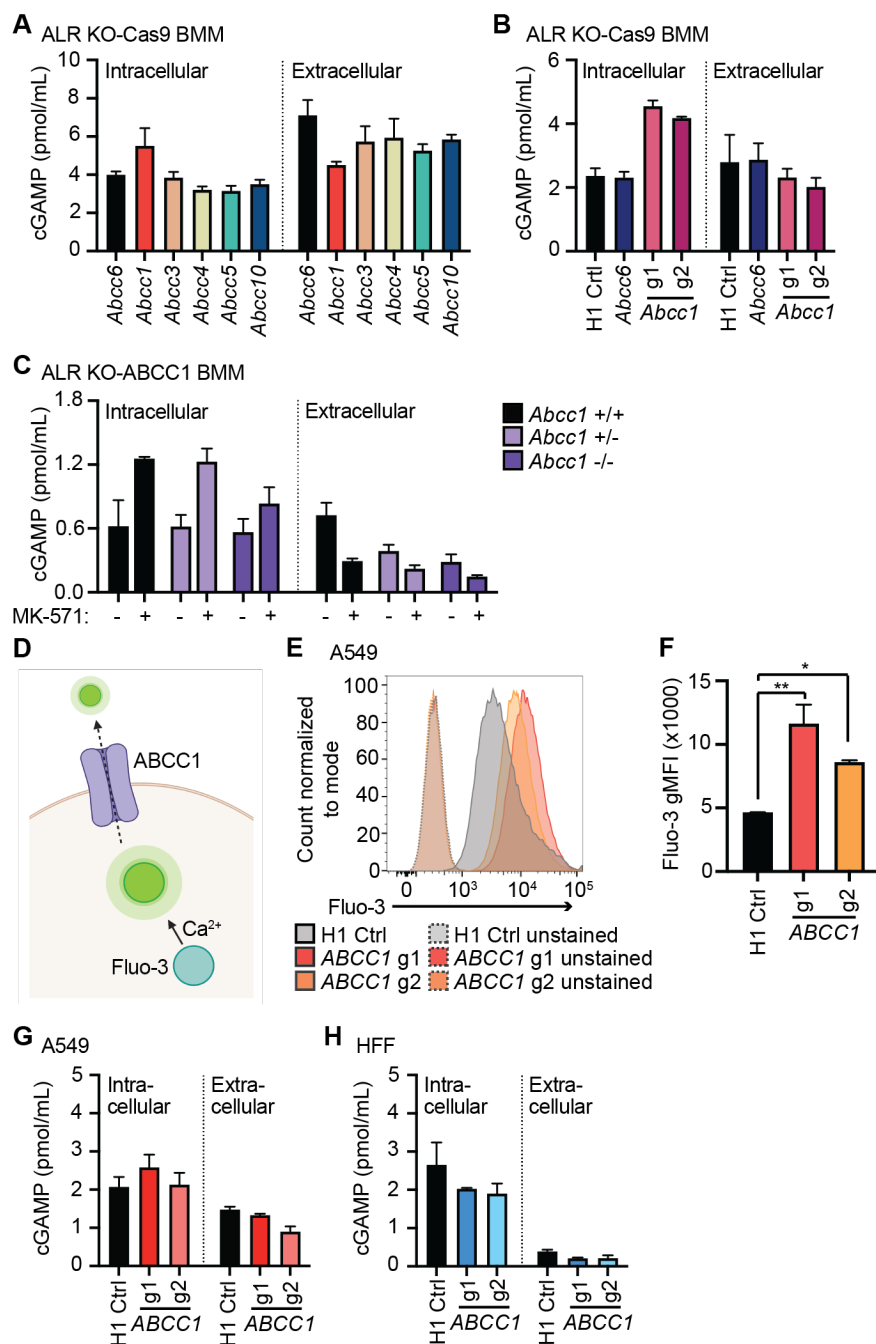 A ALR KO-Cas9 BMM
Intracellular
Extracellular
cGAMP (pmol/mL)
10
8
6
4
2
0
Abcc6
Abcc1
Abcc3
Abcc4
Abcc5
Abcc10
Abcc6
Abcc1
Abcc3
Abcc4
Abcc5
Abcc10
B ALR KO-Cas9 BMM
Intracellular
Extracellular
cGAMP (pmol/mL)
6
4
2
0
H1 Crtl
Abcc6
g1
g2
Abcc1
H1 Ctrl
Abcc6
g1
g2
Abcc1
C ALR KO-ABCC1 BMM
Intracellular
Extracellular
cGAMP (pmol/mL)
1.8
1.2
0.6
0.0
MK-571: - + - + - + - + - + - +
Abcc1 +/+
Abcc1 +/-
Abcc1 -/-
D
ABCC1
Ca2+
Fluo-3
E A549
Count normalized
to mode
100
80
60
40
20
0
0 103 104 105
Fluo-3
H1 Ctrl
ABCC1 g1
ABCC1 g2
H1 Ctrl unstained
ABCC1 g1 unstained
ABCC1 g2 unstained
F
Fluo-3 gMFI (x1000)
15
10
5
0
*
**
H1 Ctrl
g1
g2
ABCC1
G A549
Intra-
cellular
Extra-
cellular
cGAMP (pmol/mL)
5
4
3
2
1
0
H1 Ctrl
g1
g2
ABCC1
H1 Ctrl
g1
g2
ABCC1
H HFF
Intra-
cellular
Extra-
cellular
cGAMP (pmol/mL)
5
4
3
2
1
0
H1 Ctrl
g1
g2
ABCC1
H1 Ctrl
g1
g2
ABCC1